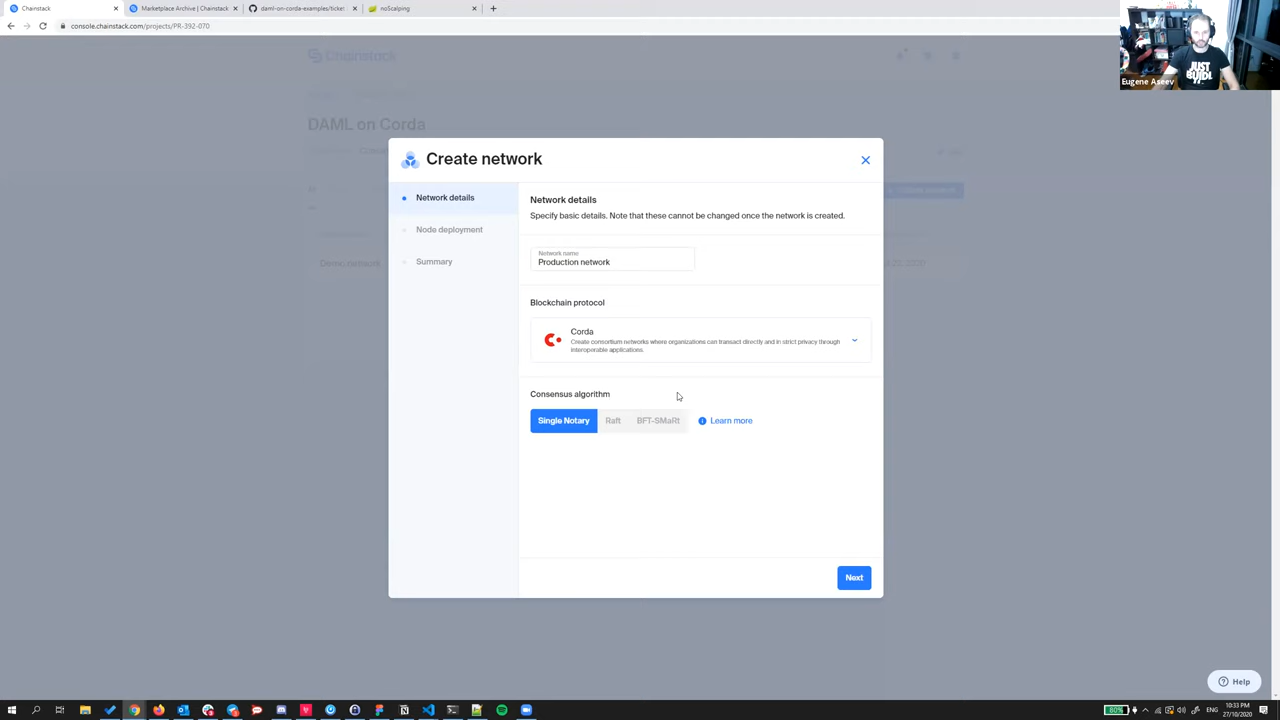 Chainstack
Marketplace Archive | Chainstack
daml-on-corda-examples/ticket
noScalping
console.chainstack.com/projects/PR-392-070
JUST
BUIDL
Eugene Aseev
Chainstack
DAML on Corda
Create network
Network details
Node deployment
Summary
Network details
Specify basic details. Note that these cannot be changed once the network is created.
Network name
Production network
Blockchain protocol
Corda
Create consortium networks where organizations can transact directly and in strict privacy through
interoperable applications.
Consensus algorithm
Single Notary
Raft
BFT-SMaRt
Learn more
Next
Help
80%
ENG
10:33 PM
27/10/2020